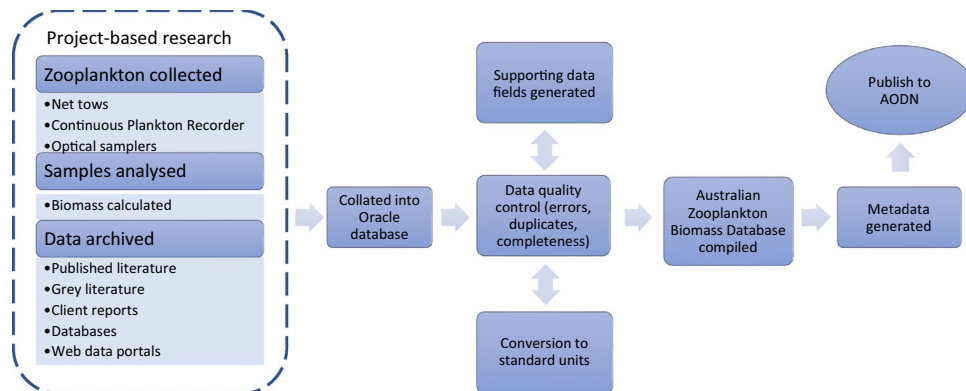 Project-based research
Zooplankton collected
•Net tows
•Continuous Plankton Recorder
•Optical samplers
Samples analysed
•Biomass calculated
Data archived
•Published literature
•Grey literature
•Client reports
•Databases
•Web data portals
Collated into
Oracle
database
Supporting data
fields generated
Data quality
control (errors,
duplicates,
completeness)
Conversion to
standard units
Australian
Zooplankton
Biomass Database
compiled
Metadata
generated
Publish to
AODN